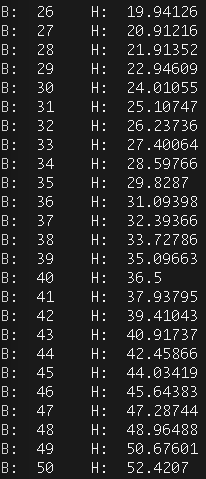 B: 26 H: 19.94126
B: 27 H: 20.91216
B: 28 H: 21.91352
B: 29 H: 22.94609
B: 30 H: 24.01055
B: 31 H: 25.10747
B: 32 H: 26.23736
B: 33 H: 27.40064
B: 34 H: 28.59766
B: 35 H: 29.8287
B: 36 H: 31.09398
B: 37 H: 32.39366
B: 38 H: 33.72786
B: 39 H: 35.09663
B: 40 H: 36.5
B: 41 H: 37.93795
B: 42 H: 39.41043
B: 43 H: 40.91737
B: 44 H: 42.45866
B: 45 H: 44.03419
B: 46 H: 45.64383
B: 47 H: 47.28744
B: 48 H: 48.96488
B: 49 H: 50.67601
B: 50 H: 52.4207